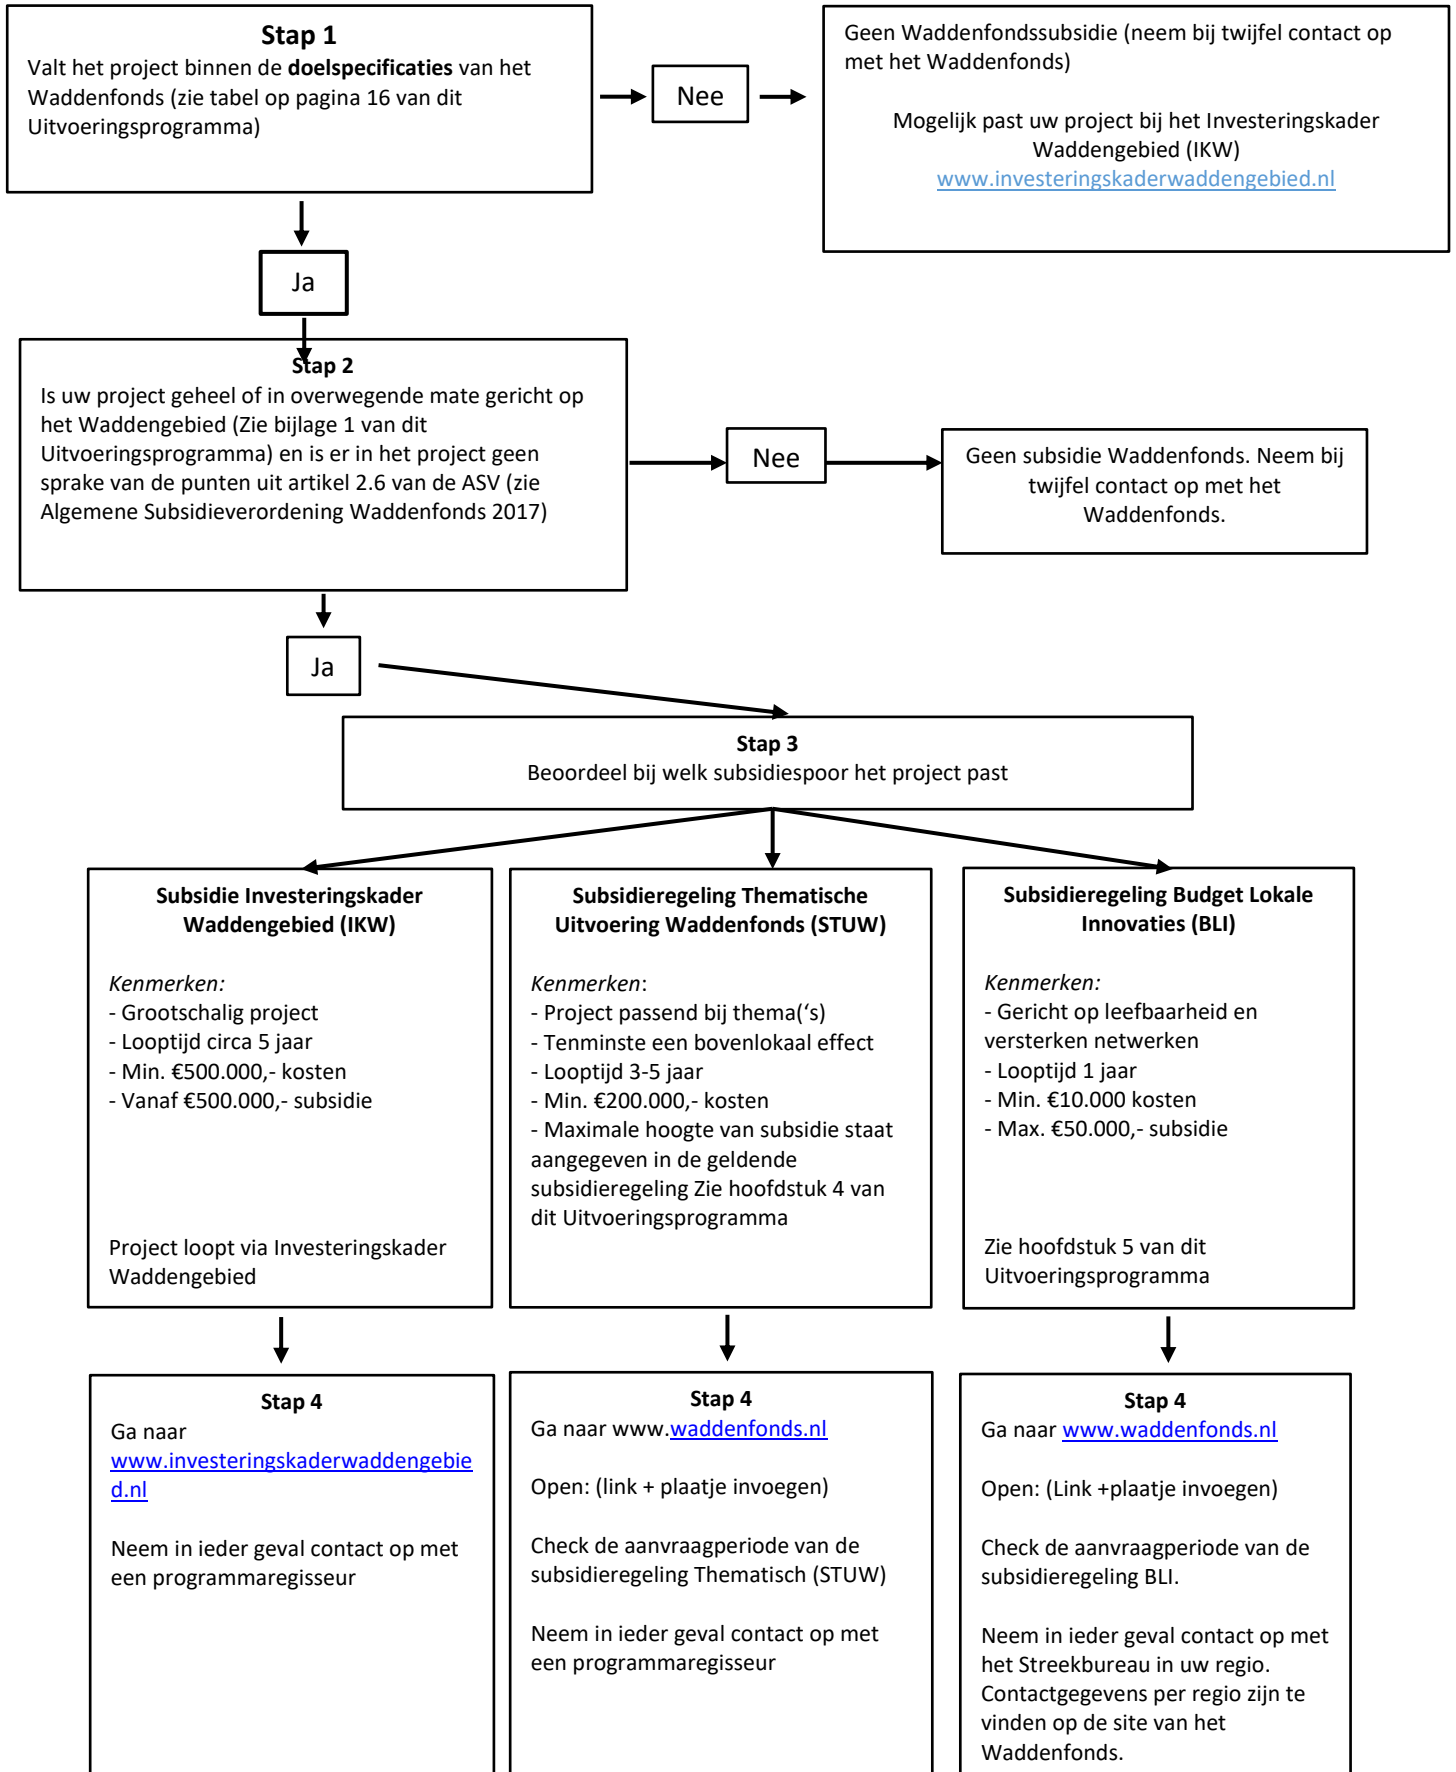 Stap 1
Valt het project binnen de doelspecificaties van het
Waddenfonds (zie tabel op pagina 16 van dit
Uitvoeringsprogramma)
Nee
Geen Waddenfondssubsidie (neem bij twijfel contact op
met het Waddenfonds)
Mogelijk past uw project bij het Investeringskader
Waddengebied (IKW)
www.investeringskaderwaddengebied.nl
Ja
Stap 2
Is uw project geheel of in overwegende mate gericht op
het Waddengebied (Zie bijlage 1 van dit
Uitvoeringsprogramma) en is er in het project geen
sprake van de punten uit artikel 2.6 van de ASV (zie
Algemene Subsidieverordening Waddenfonds 2017)
Nee
Geen subsidie Waddenfonds. Neem bij
twijfel contact op met het
Waddenfonds.
Ja
Stap 3
Beoordeel bij welk subsidiespoor het project past
Subsidie Investeringskader
Waddengebied (IKW)
Kenmerken:
- Grootschalig project
- Looptijd circa 5 jaar
- Min. €500.000,- kosten
- Vanaf €500.000,- subsidie
Project loopt via Investeringskader
Waddengebied
Subsidieregeling Thematische
Uitvoering Waddenfonds (STUW)
Kenmerken:
- Project passend bij thema(‘s)
- Tenminste een bovenlokaal effect
- Looptijd 3-5 jaar
- Min. €200.000,- kosten
- Maximale hoogte van subsidie staat
aangegeven in de geldende
subsidieregeling Zie hoofdstuk 4 van
dit Uitvoeringsprogramma
Subsidieregeling Budget Lokale
Innovaties (BLI)
Kenmerken:
- Gericht op leefbaarheid en
versterken netwerken
- Looptijd 1 jaar
- Min. €10.000 kosten
- Max. €50.000,- subsidie
Zie hoofdstuk 5 van dit
Uitvoeringsprogramma
Stap 4
Ga naar
www.investeringskaderwaddengebie
d.nl
Neem in ieder geval contact op met
een programmaregisseur
Stap 4
Ga naar www.waddenfonds.nl
Open: (link + plaatje invoegen)
Check de aanvraagperiode van de
subsidieregeling Thematisch (STUW)
Neem in ieder geval contact op met
een programmaregisseur
Stap 4
Ga naar www.waddenfonds.nl
Open: (Link +plaatje invoegen)
Check de aanvraagperiode van de
subsidieregeling BLI.
Neem in ieder geval contact op met
het Streekbureau in uw regio.
Contactgegevens per regio zijn te
vinden op de site van het
Waddenfonds.